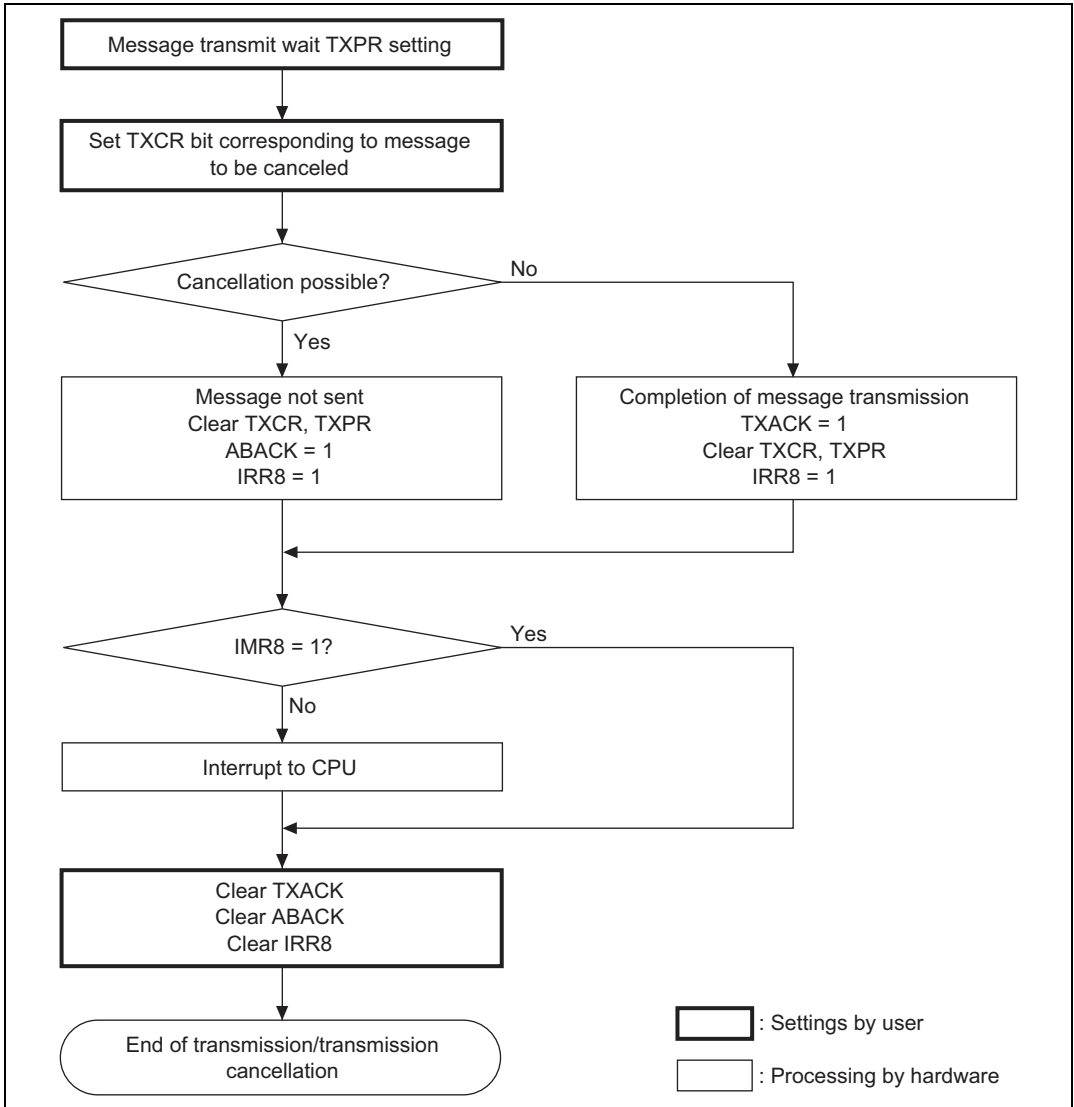 Message transmit wait TXPR setting
Set TXCR bit corresponding to message
to be canceled
Cancellation possible?
No
Yes
Message not sent
Clear TXCR, TXPR
ABACK = 1
IRR8 = 1
Completion of message transmission
TXACK = 1
Clear TXCR, TXPR
IRR8 = 1
IMR8 = 1?
Yes
No
Interrupt to CPU
Clear TXACK
Clear ABACK
Clear IRR8
End of transmission/transmission
cancellation
: Settings by user
: Processing by hardware